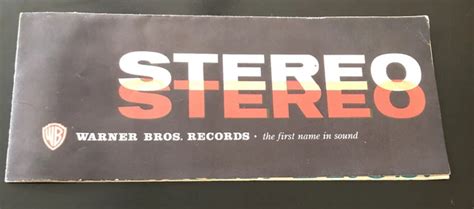 STEREO
STEREO
WB WARNER BROS. RECORDS · the first name in sound